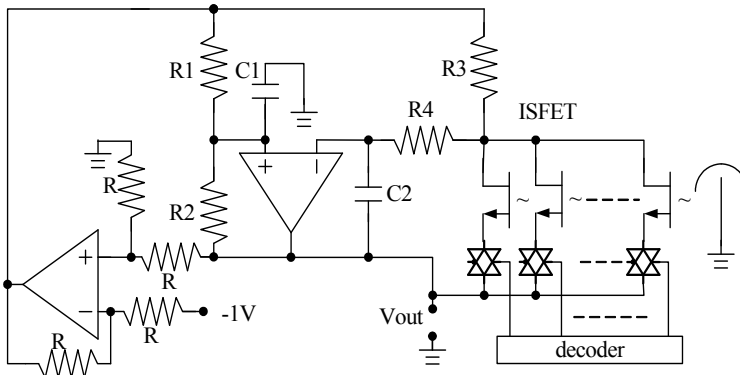 R1
C1
R3
R4
ISFET
R
R2
C2
~
~
~
+
−
+
−
R
R
R
-1V
Vout
decoder